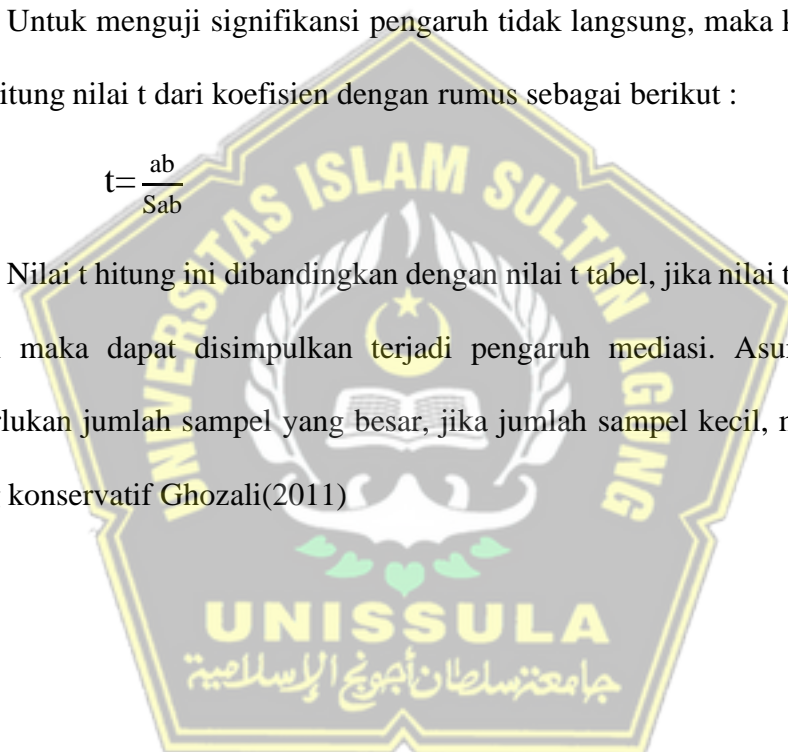 Untuk menguji signifikansi pengaruh tidak langsung, maka
itung nilai t dari koefisien dengan rumus sebagai berikut :
t= ab
Sab
Nilai t hitung ini dibandingkan dengan nilai t tabel, jika nilai t
maka dapat disimpulkan terjadi pengaruh mediasi. Asu
rlukan jumlah sampel yang besar, jika jumlah sampel kecil,
konservatif Ghozali(2011)
UNIVERSITAS ISLAM SULTAN AGUNG
UNISSULA
جامعة سلطان أجونج الإسلامية